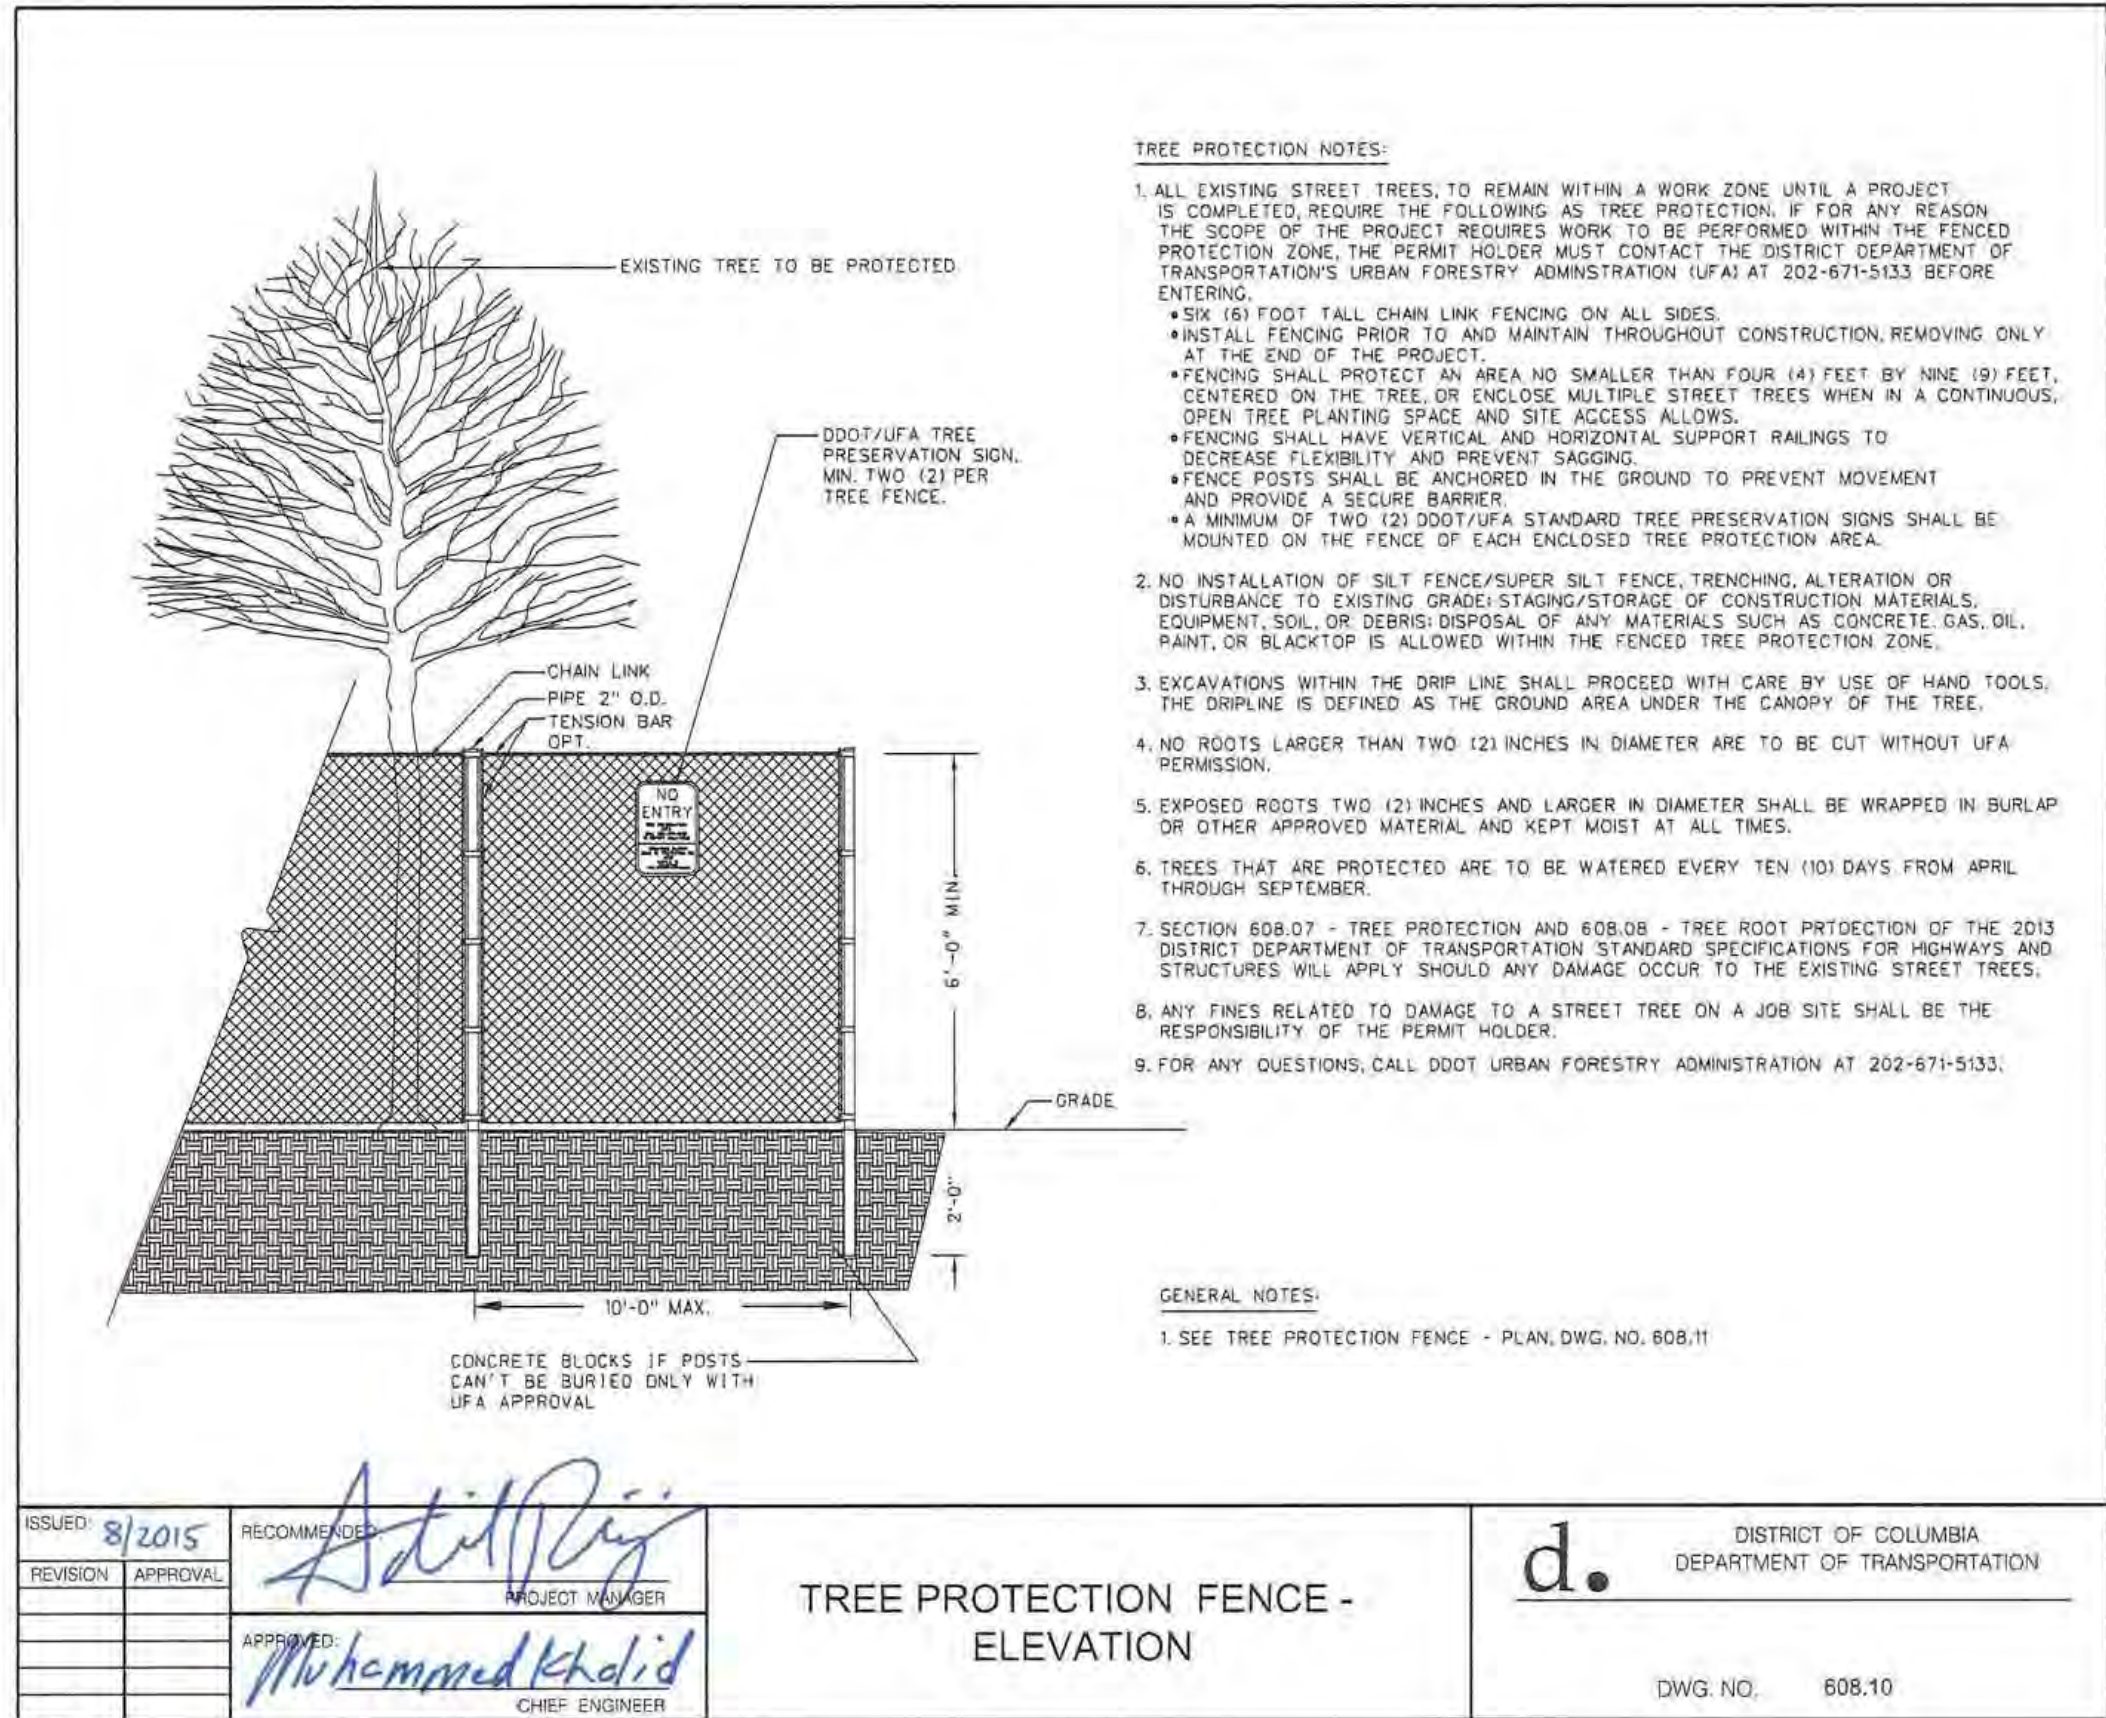 EXISTING TREE TO BE PROTECTED
DDOT/UFA TREE
PRESERVATION SIGN.
MIN. TWO (2) PER
TREE FENCE.
CHAIN LINK
PIPE 2" O.D.
TENSION BAR
OPT.
NO
ENTRY
6'-0" MIN.
GRADE
2'-0"
10'-0" MAX.
CONCRETE BLOCKS IF POSTS
CAN'T BE BURIED ONLY WITH
UFA APPROVAL
TREE PROTECTION NOTES:
1. ALL EXISTING STREET TREES, TO REMAIN WITHIN A WORK ZONE UNTIL A PROJECT
IS COMPLETED, REQUIRE THE FOLLOWING AS TREE PROTECTION. IF FOR ANY REASON
THE SCOPE OF THE PROJECT REQUIRES WORK TO BE PERFORMED WITHIN THE FENCED
PROTECTION ZONE, THE PERMIT HOLDER MUST CONTACT THE DISTRICT DEPARTMENT OF
TRANSPORTATION'S URBAN FORESTRY ADMINSTRATION (UFA) AT 202-671-5133 BEFORE
ENTERING.
• SIX (6) FOOT TALL CHAIN LINK FENCING ON ALL SIDES.
• INSTALL FENCING PRIOR TO AND MAINTAIN THROUGHOUT CONSTRUCTION, REMOVING ONLY
AT THE END OF THE PROJECT.
• FENCING SHALL PROTECT AN AREA NO SMALLER THAN FOUR (4) FEET BY NINE (9) FEET,
CENTERED ON THE TREE, OR ENCLOSE MULTIPLE STREET TREES WHEN IN A CONTINUOUS,
OPEN TREE PLANTING SPACE AND SITE ACCESS ALLOWS.
• FENCING SHALL HAVE VERTICAL AND HORIZONTAL SUPPORT RAILINGS TO
DECREASE FLEXIBILITY AND PREVENT SAGGING.
• FENCE POSTS SHALL BE ANCHORED IN THE GROUND TO PREVENT MOVEMENT
AND PROVIDE A SECURE BARRIER.
• A MINIMUM OF TWO (2) DDOT/UFA STANDARD TREE PRESERVATION SIGNS SHALL BE
MOUNTED ON THE FENCE OF EACH ENCLOSED TREE PROTECTION AREA.
2. NO INSTALLATION OF SILT FENCE/SUPER SILT FENCE, TRENCHING, ALTERATION OR
DISTURBANCE TO EXISTING GRADE; STAGING/STORAGE OF CONSTRUCTION MATERIALS,
EQUIPMENT, SOIL, OR DEBRIS; DISPOSAL OF ANY MATERIALS SUCH AS CONCRETE, GAS, OIL,
PAINT, OR BLACKTOP IS ALLOWED WITHIN THE FENCED TREE PROTECTION ZONE.
3. EXCAVATIONS WITHIN THE DRIP LINE SHALL PROCEED WITH CARE BY USE OF HAND TOOLS.
THE DRIPLINE IS DEFINED AS THE GROUND AREA UNDER THE CANOPY OF THE TREE.
4. NO ROOTS LARGER THAN TWO (2) INCHES IN DIAMETER ARE TO BE CUT WITHOUT UFA
PERMISSION.
5. EXPOSED ROOTS TWO (2) INCHES AND LARGER IN DIAMETER SHALL BE WRAPPED IN BURLAP
OR OTHER APPROVED MATERIAL AND KEPT MOIST AT ALL TIMES.
6. TREES THAT ARE PROTECTED ARE TO BE WATERED EVERY TEN (10) DAYS FROM APRIL
THROUGH SEPTEMBER.
7. SECTION 608.07 - TREE PROTECTION AND 608.08 - TREE ROOT PRTOECTION OF THE 2013
DISTRICT DEPARTMENT OF TRANSPORTATION STANDARD SPECIFICATIONS FOR HIGHWAYS AND
STRUCTURES WILL APPLY SHOULD ANY DAMAGE OCCUR TO THE EXISTING STREET TREES.
8. ANY FINES RELATED TO DAMAGE TO A STREET TREE ON A JOB SITE SHALL BE THE
RESPONSIBILITY OF THE PERMIT HOLDER.
9. FOR ANY QUESTIONS, CALL DDOT URBAN FORESTRY ADMINISTRATION AT 202-671-5133.
GENERAL NOTES:
1. SEE TREE PROTECTION FENCE - PLAN, DWG. NO. 608.11
ISSUED: 8/2015
REVISION APPROVAL
RECOMMENDED:
PROJECT MANAGER
APPROVED:
Muhammed Khalid
CHIEF ENGINEER
TREE PROTECTION FENCE -
ELEVATION
d.
DISTRICT OF COLUMBIA
DEPARTMENT OF TRANSPORTATION
DWG. NO. 608.10